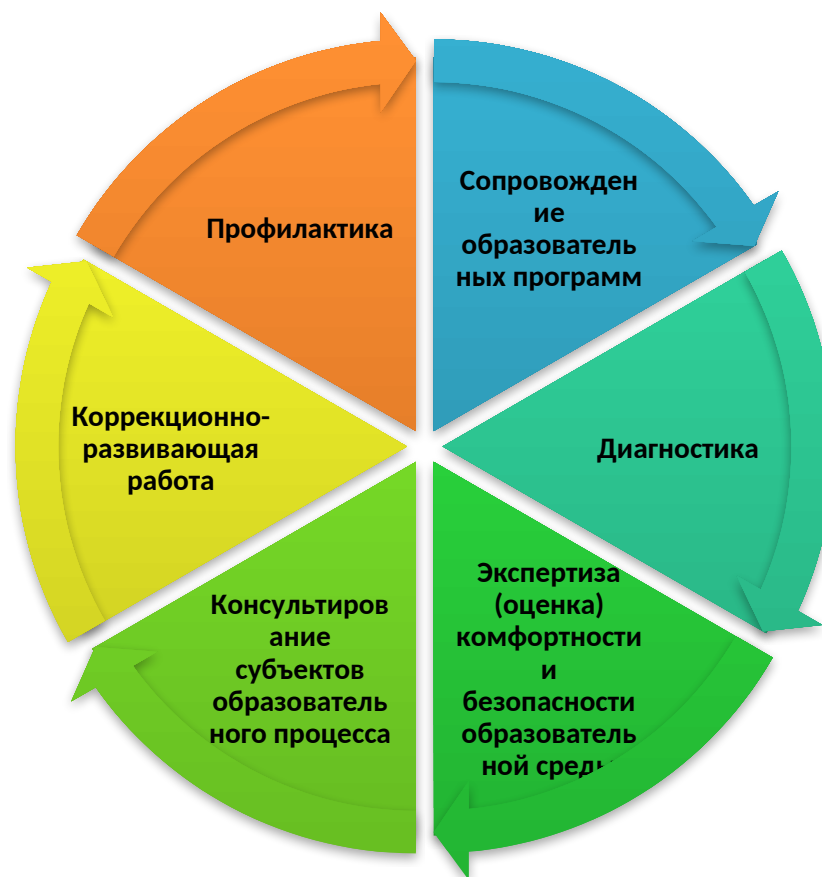 Сопровожден
ие
образователь
ных программ
Диагностика
Экспертиза
(оценка)
комфортности
и
безопасности
образователь
ной среды
Консультиров
ание
субъектов
образователь
ного процесса
Коррекционно-
развивающая
работа
Профилактика